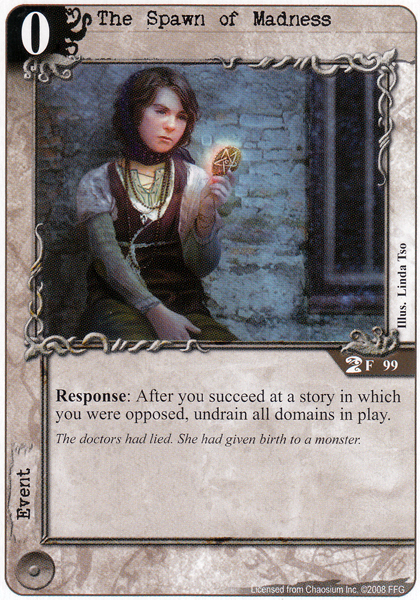 0
The Spawn of Madness
Illus. Linda Tso
F 99
Response: After you succeed at a story in which
you were opposed, undrain all domains in play.
The doctors had lied. She had given birth to a monster.
Event
Licensed from Chaosium Inc. ©2008 FFG